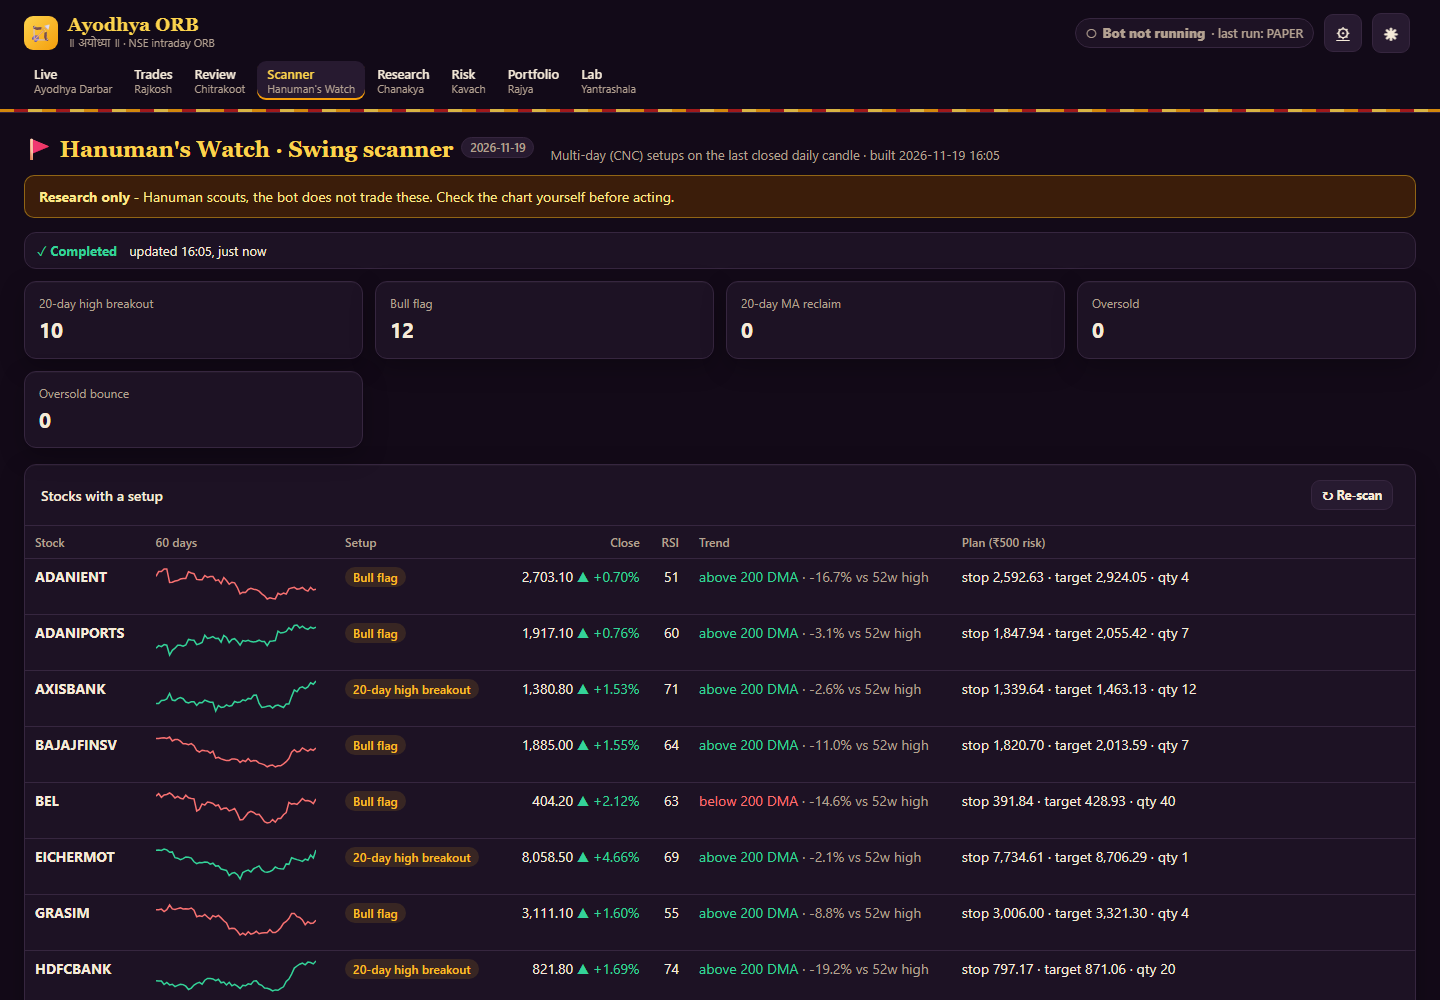 Ayodhya ORB
॥ अयोध्या ॥ · NSE intraday ORB
Bot not running · last run: PAPER
Live
Ayodhya Darbar
Trades
Rajkosh
Review
Chitrakoot
Scanner
Hanuman's Watch
Research
Chanakya
Risk
Kavach
Portfolio
Rajya
Lab
Yantrashala
Hanuman's Watch · Swing scanner 2026-11-19 Multi-day (CNC) setups on the last closed daily candle · built 2026-11-19 16:05
Research only - Hanuman scouts, the bot does not trade these. Check the chart yourself before acting.
✓ Completed updated 16:05, just now
20-day high breakout
10
Bull flag
12
20-day MA reclaim
0
Oversold
0
Oversold bounce
0
Stocks with a setup
↻ Re-scan
Stock 60 days Setup Close RSI Trend Plan (₹500 risk)
ADANIENT Bull flag 2,703.10 ▲ +0.70% 51 above 200 DMA · -16.7% vs 52w high stop 2,592.63 · target 2,924.05 · qty 4
ADANIPORTS Bull flag 1,917.10 ▲ +0.76% 60 above 200 DMA · -3.1% vs 52w high stop 1,847.94 · target 2,055.42 · qty 7
AXISBANK 20-day high breakout 1,380.80 ▲ +1.53% 71 above 200 DMA · -2.6% vs 52w high stop 1,339.64 · target 1,463.13 · qty 12
BAJAJFINSV Bull flag 1,885.00 ▲ +1.55% 64 above 200 DMA · -11.0% vs 52w high stop 1,820.70 · target 2,013.59 · qty 7
BEL Bull flag 404.20 ▲ +2.12% 63 below 200 DMA · -14.6% vs 52w high stop 391.84 · target 428.93 · qty 40
EICHERMOT 20-day high breakout 8,058.50 ▲ +4.66% 69 above 200 DMA · -2.1% vs 52w high stop 7,734.61 · target 8,706.29 · qty 1
GRASIM Bull flag 3,111.10 ▲ +1.60% 55 above 200 DMA · -8.8% vs 52w high stop 3,006.00 · target 3,321.30 · qty 4
HDFCBANK 20-day high breakout 821.80 ▲ +1.69% 74 above 200 DMA · -19.2% vs 52w high stop 797.17 · target 871.06 · qty 20